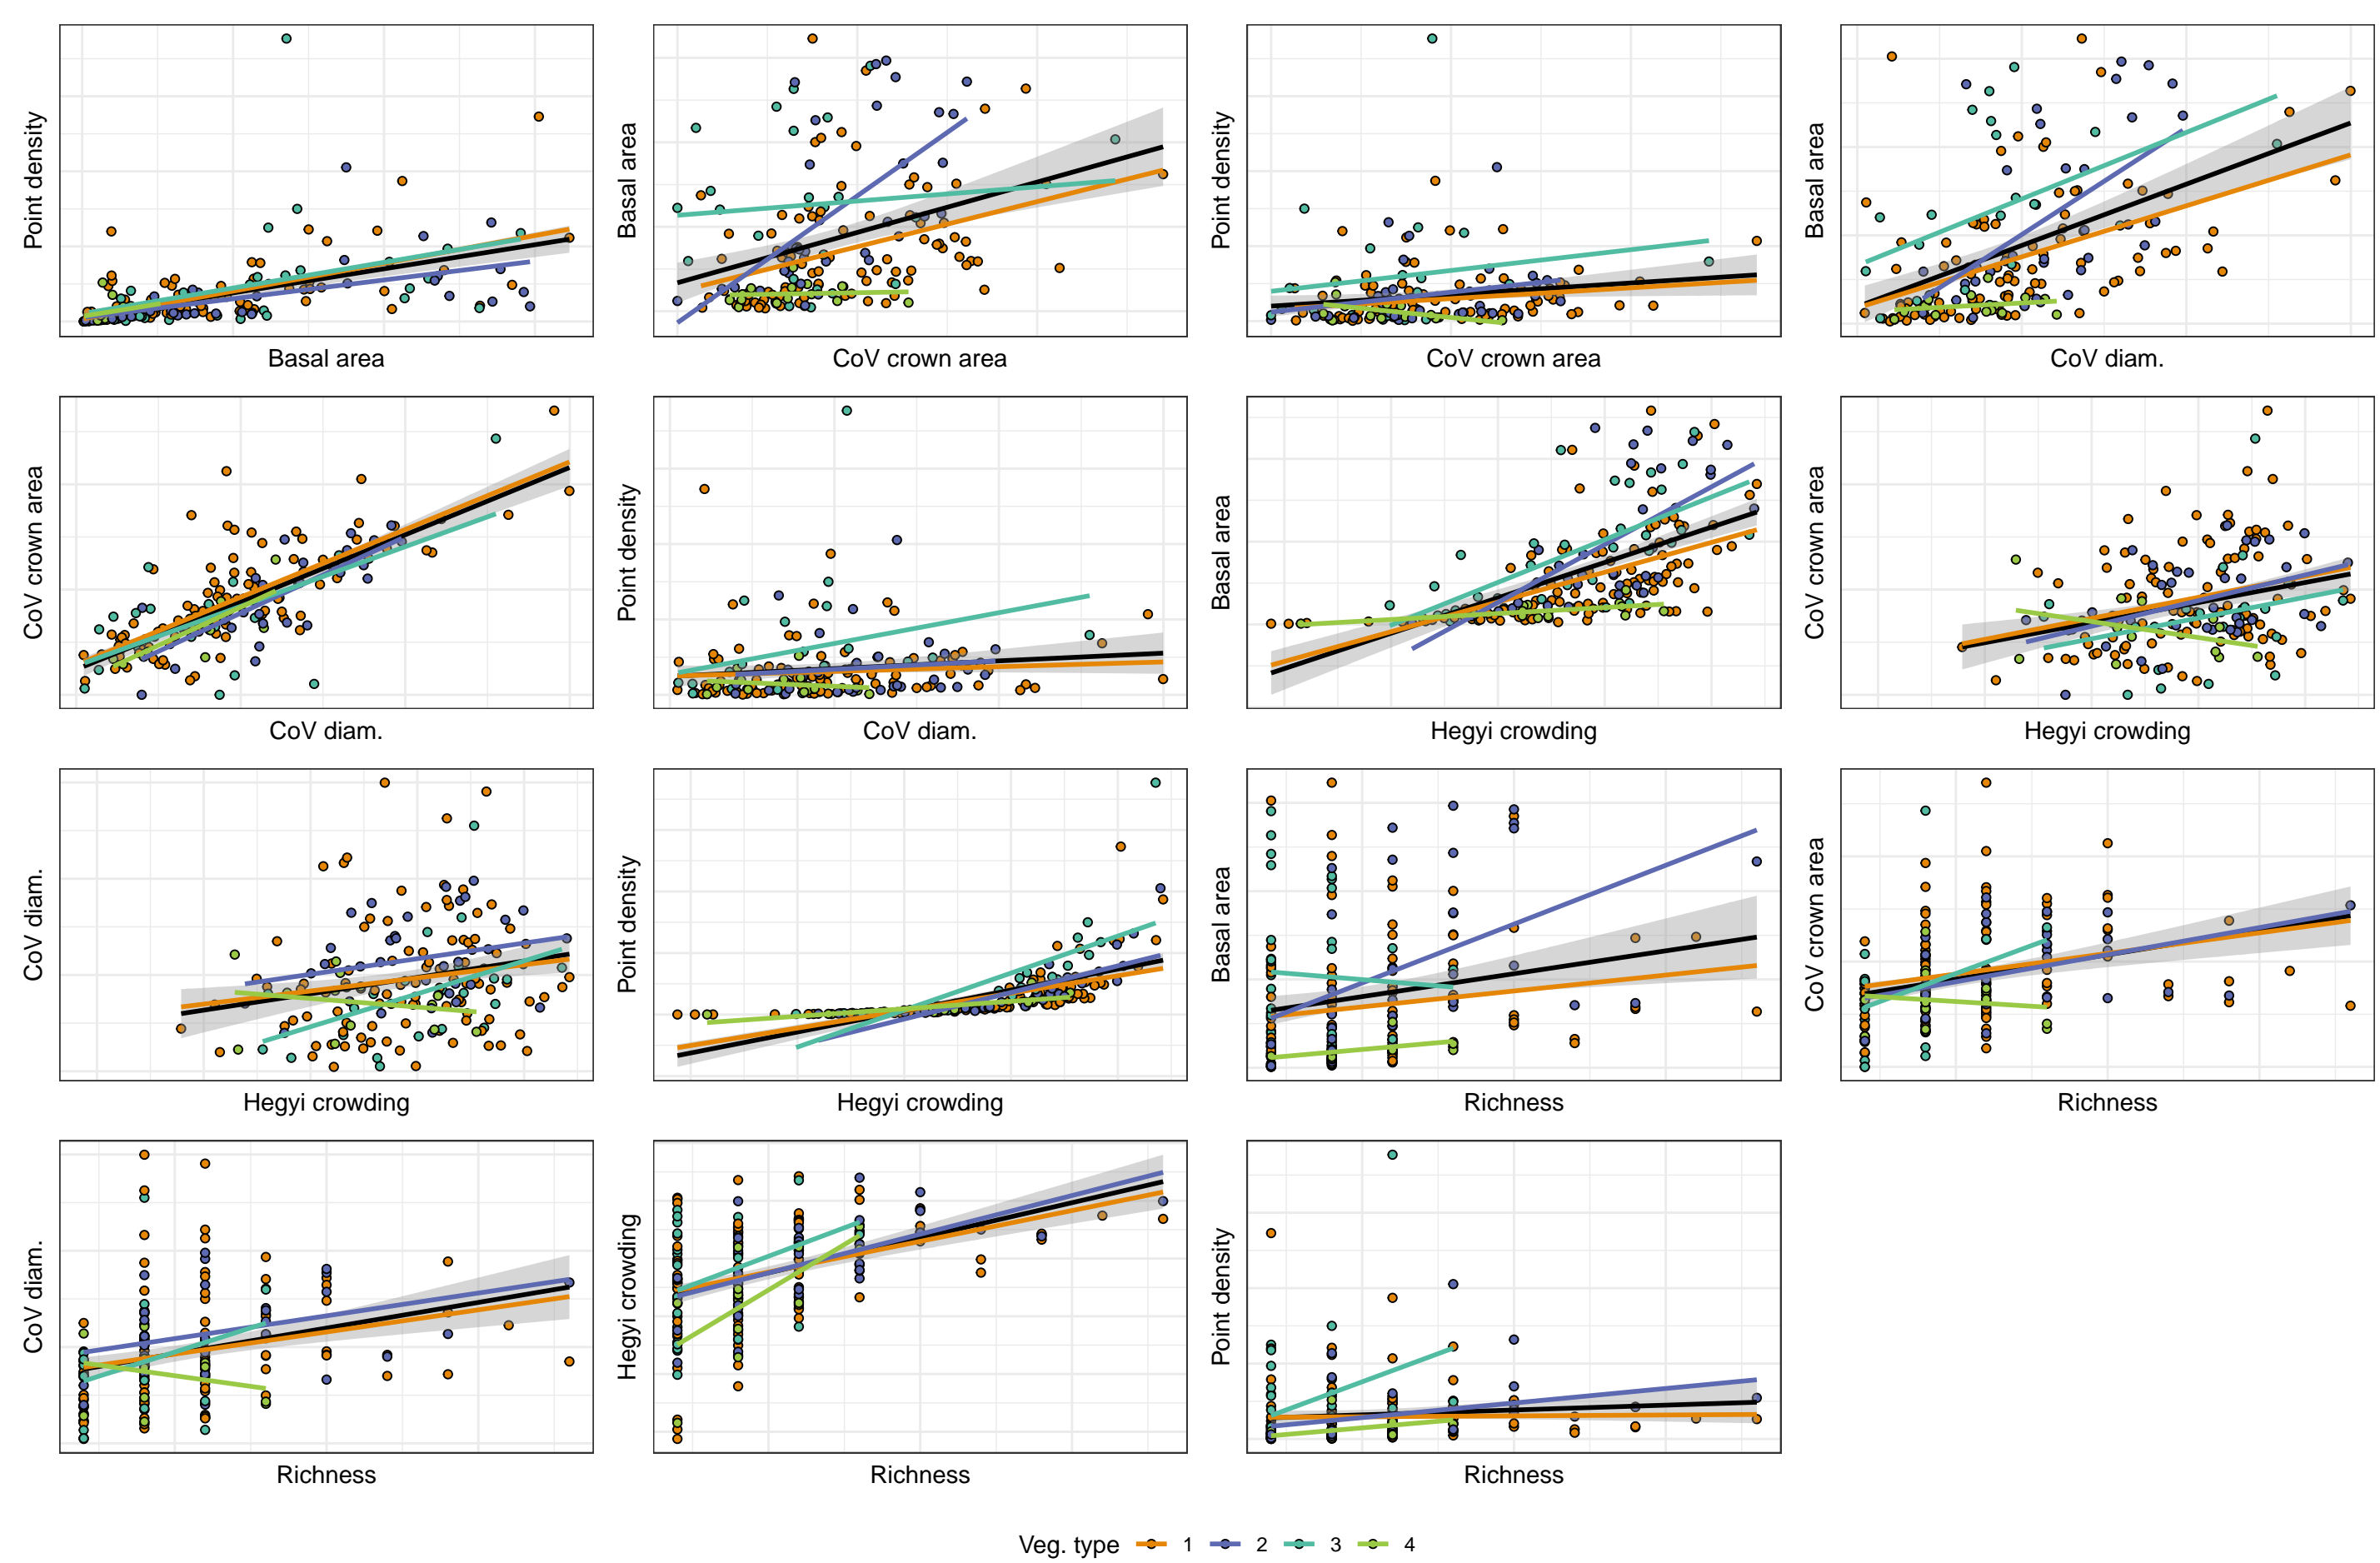 Point density
Basal area
Basal area
CoV crown area
Point density
CoV crown area
Basal area
CoV diam.
CoV crown area
CoV diam.
Point density
CoV diam.
Basal area
Hegyi crowding
CoV crown area
Hegyi crowding
CoV diam.
Hegyi crowding
Point density
Hegyi crowding
Basal area
Richness
CoV crown area
Richness
CoV diam.
Richness
Hegyi crowding
Richness
Point density
Richness
Veg. type 1 2 3 4